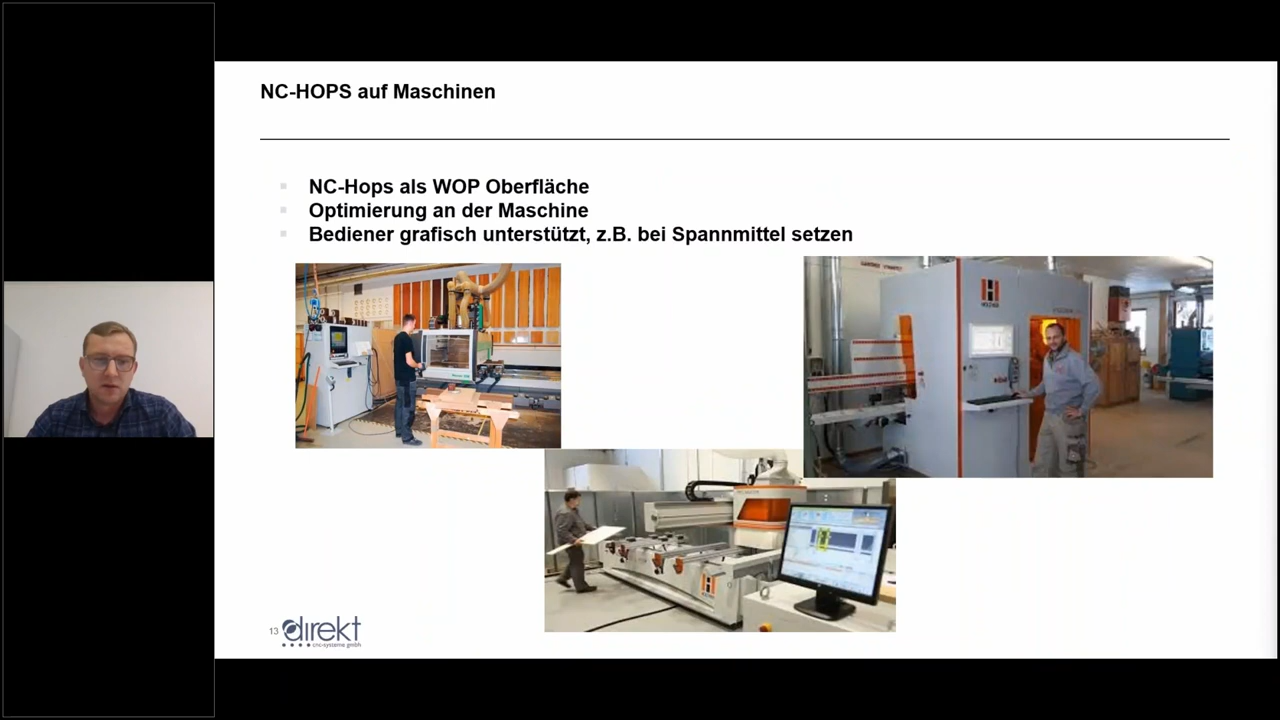 NC-HOPS auf Maschinen
NC-Hops als WOP Oberfläche
Optimierung an der Maschine
Bediener grafisch unterstützt, z.B. bei Spannmittel setzen
13
direkt
cnc-systeme gmbh